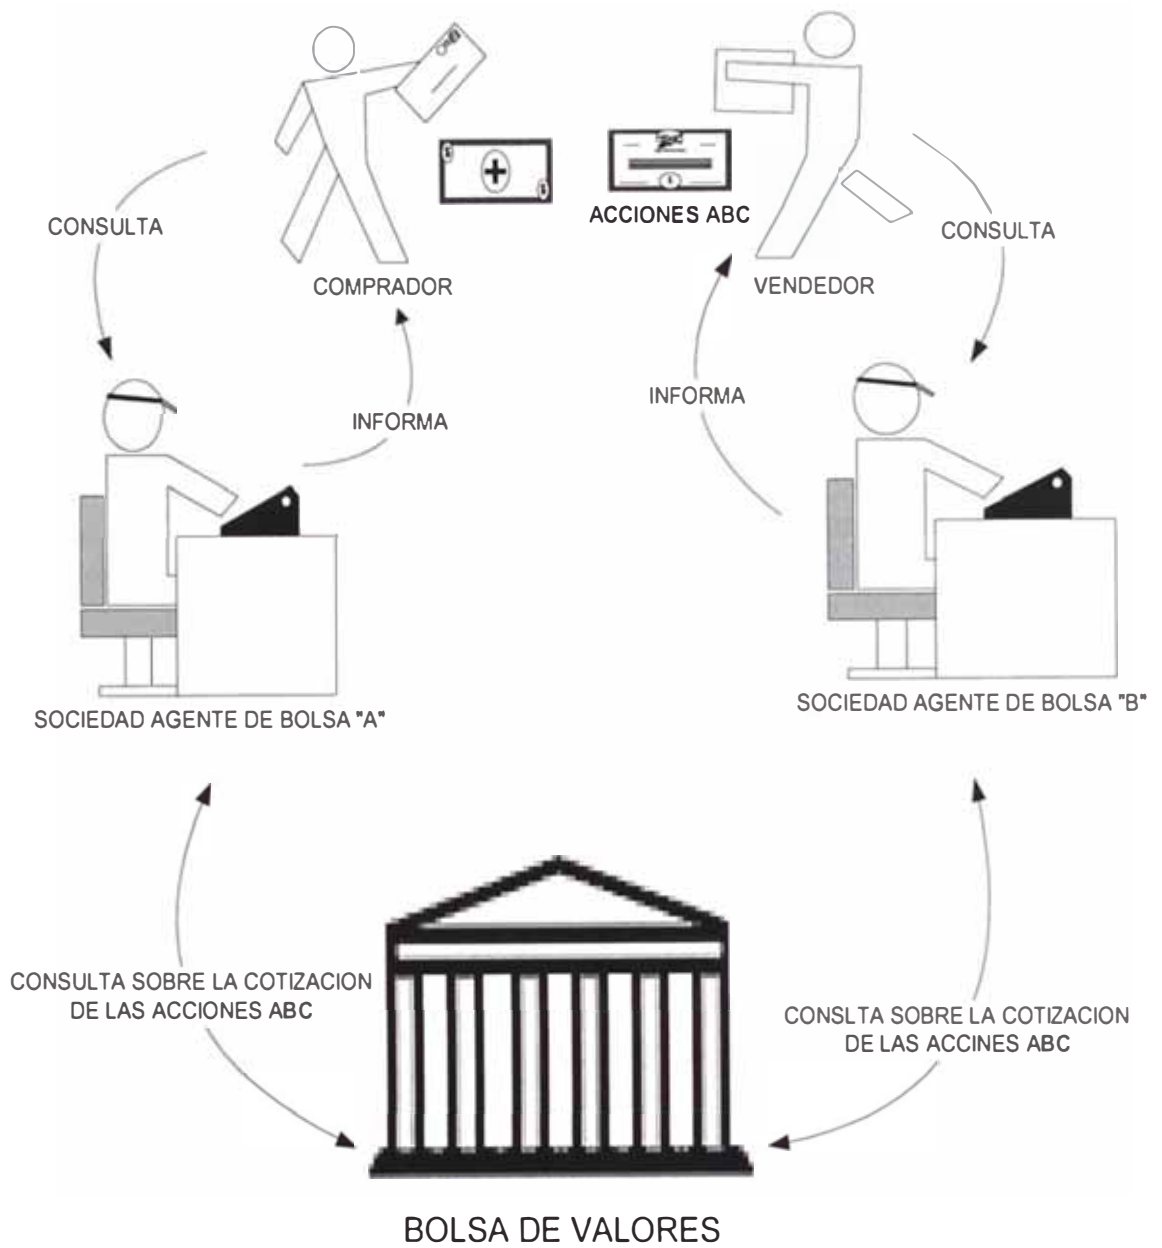 ACCIONES ABC
CONSULTA
CONSULTA
COMPRADOR
VENDEDOR
INFORMA
INFORMA
SOCIEDAD AGENTE DE BOLSA "A"
SOCIEDAD AGENTE DE BOLSA "B"
CONSULTA SOBRE LA COTIZACION
DE LAS ACCIONES ABC
CONSLTA SOBRE LA COTIZACION
DE LAS ACCINES ABC
BOLSA DE VALORES